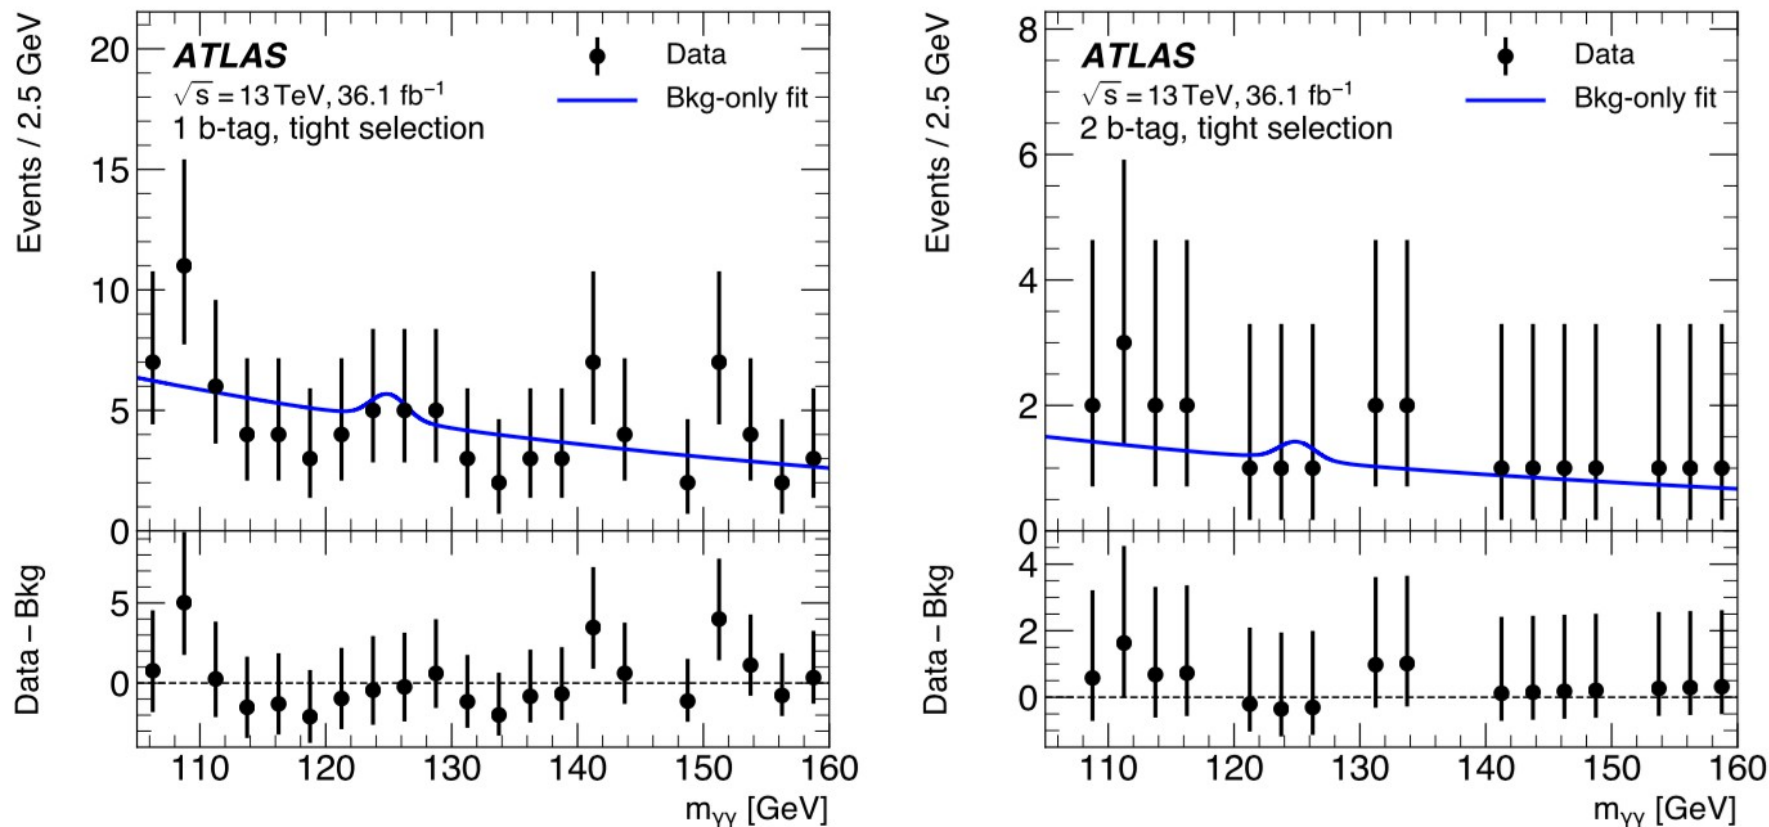 Events / 2.5 GeV
20
15
10
5
0
ATLAS
√s = 13 TeV, 36.1 fb⁻¹
1 b-tag, tight selection
Data
Bkg-only fit
Data – Bkg
5
0
110 120 130 140 150 160
mγγ [GeV]
Events / 2.5 GeV
8
6
4
2
0
ATLAS
√s = 13 TeV, 36.1 fb⁻¹
2 b-tag, tight selection
Data
Bkg-only fit
Data – Bkg
4
2
0
110 120 130 140 150 160
mγγ [GeV]